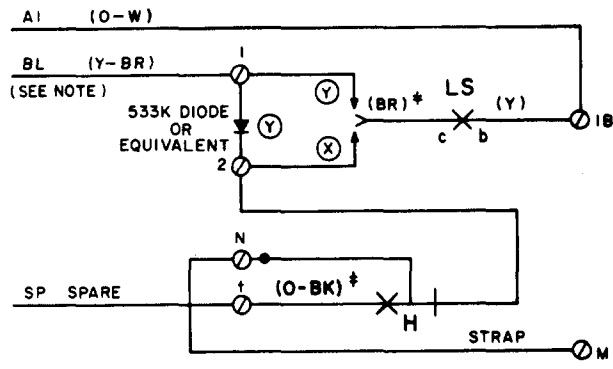 A1 (O-W)
BL (Y-BR)
(SEE NOTE)
1
533K DIODE
OR
EQUIVALENT
Y
Y
X
2
(BR)*
LS
(Y)
c
b
1B
N
SP SPARE
t
(O-BK)‡
H
STRAP
M